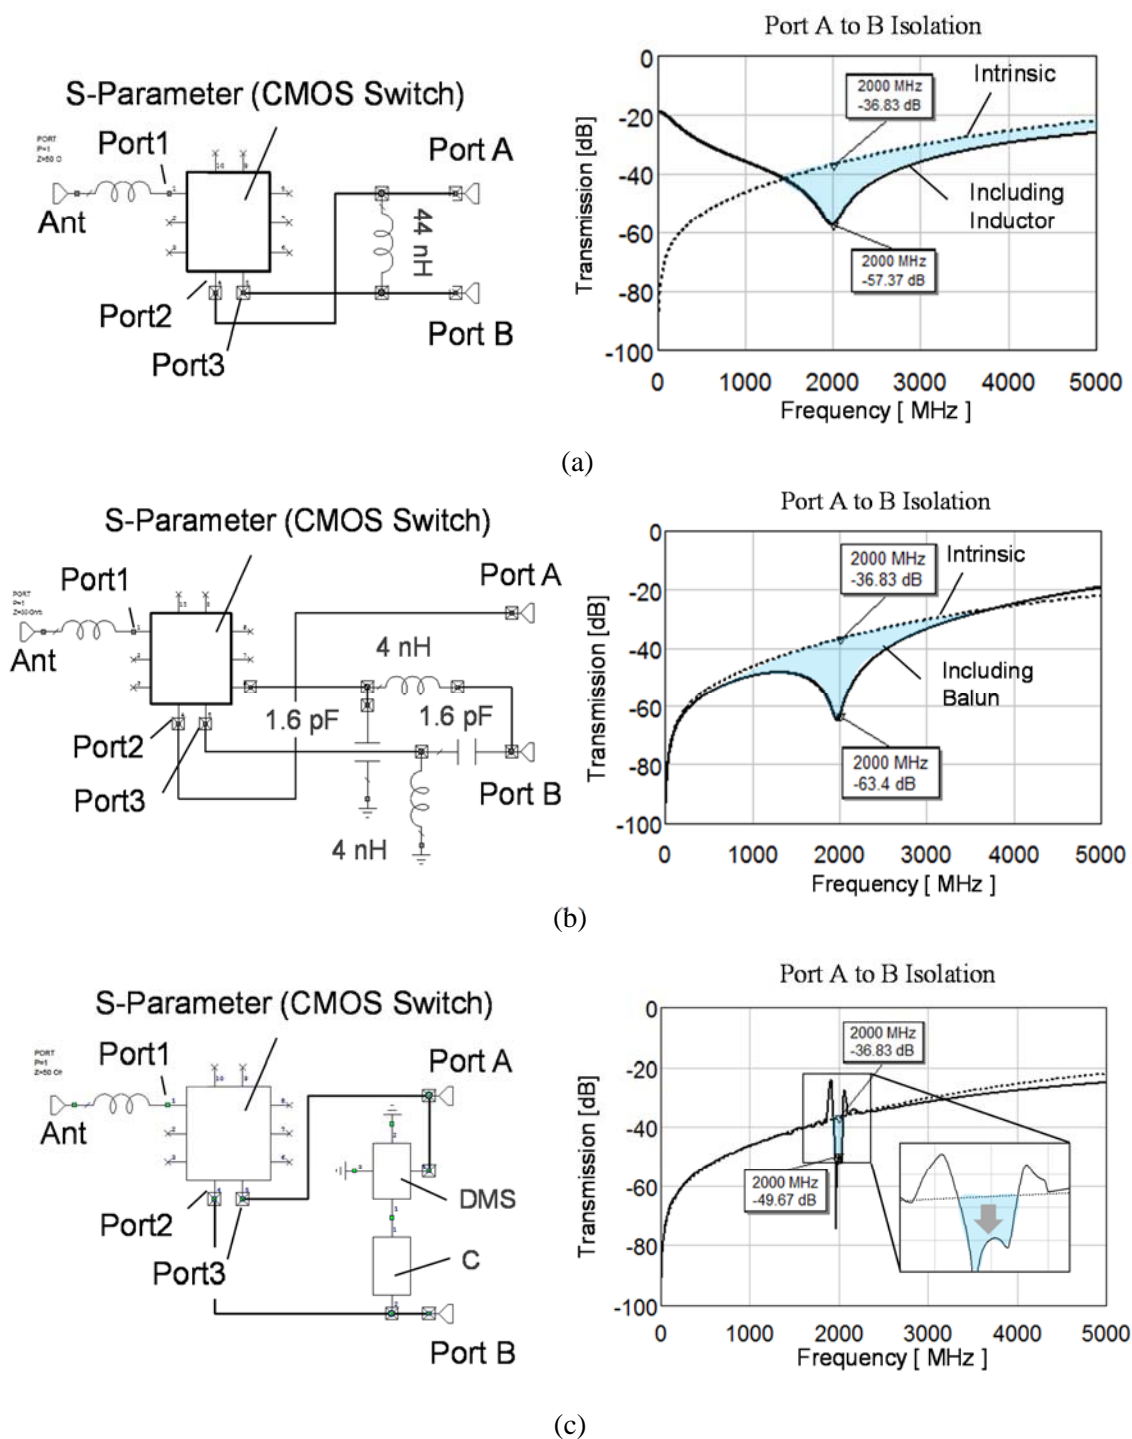 Port A to B Isolation
S-Parameter (CMOS Switch)
PORT
P=1
Port1
Port A
Ant
44 nH
Port2
Port B
Port3
Transmission [dB]
0
-20
-40
-60
-80
-100
2000 MHz
-36.83 dB
Intrinsic
Including
Inductor
2000 MHz
-57.37 dB
0 1000 2000 3000 4000 5000
Frequency [ MHz ]
(a)
Port A to B Isolation
S-Parameter (CMOS Switch)
PORT
P=1
Port1
Port A
Ant
4 nH
1.6 pF
1.6 pF
Port2
Port3
Port B
4 nH
Transmission [dB]
0
-20
-40
-60
-80
-100
2000 MHz
-36.83 dB
Intrinsic
Including
Balun
2000 MHz
-63.4 dB
0 1000 2000 3000 4000 5000
Frequency [ MHz ]
(b)
Port A to B Isolation
S-Parameter (CMOS Switch)
PORT
P=1
Port1
Port A
Ant
DMS
Port2
Port3
C
Port B
Transmission [dB]
0
-20
-40
-60
-80
-100
2000 MHz
-36.83 dB
2000 MHz
-49.67 dB
0 1000 2000 3000 4000 5000
Frequency [ MHz ]
(c)